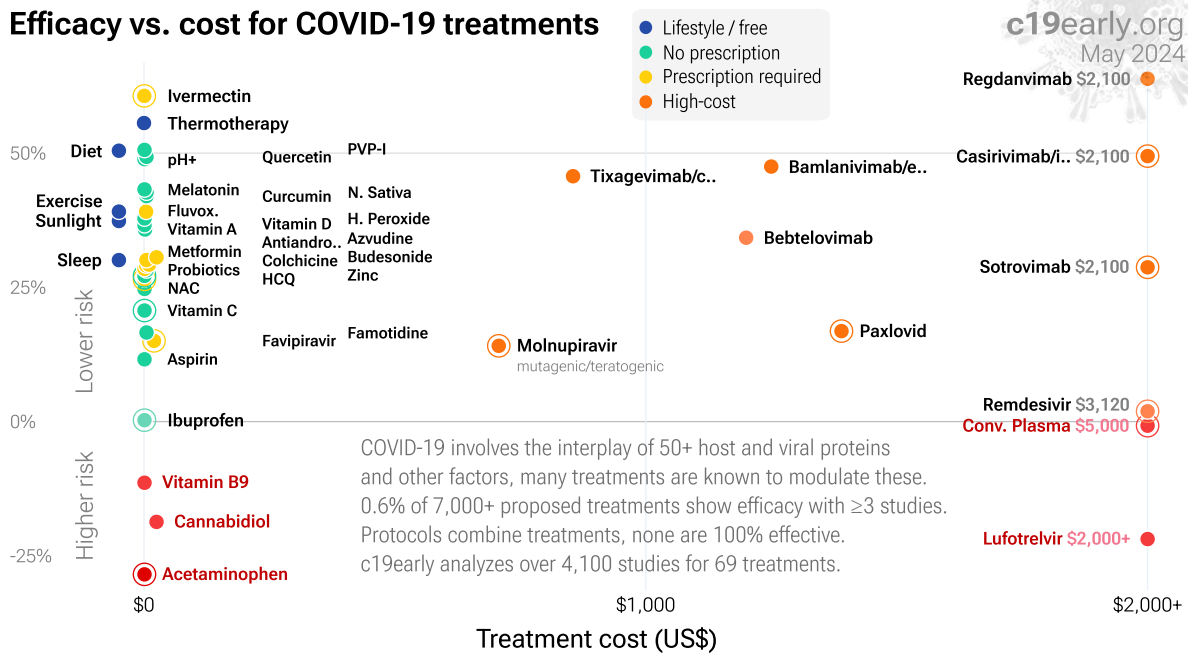 Efficacy vs. cost for COVID-19 treatments
Lifestyle / free
No prescription
Prescription required
High-cost
c19early.org
May 2024
Regdanvimab $2,100
Ivermectin
Thermotherapy
50%
Diet
pH+
Quercetin
PVP-I
Casirivimab/i.. $2,100
Tixagevimab/c..
Bamlanivimab/e..
Melatonin
Curcumin
N. Sativa
Exercise
Sunlight
Fluvox.
Vitamin A
Vitamin D
H. Peroxide
Antiandro..
Azvudine
Bebtelovimab
Sleep
Metformin
Colchicine
Budesonide
Probiotics
HCQ
Zinc
Sotrovimab $2,100
25%
NAC
Vitamin C
Lower risk
Favipiravir
Famotidine
Paxlovid
Molnupiravir
mutagenic/teratogenic
Aspirin
Remdesivir $3,120
0%
Ibuprofen
Conv. Plasma $5,000
COVID-19 involves the interplay of 50+ host and viral proteins
and other factors, many treatments are known to modulate these.
0.6% of 7,000+ proposed treatments show efficacy with ≥3 studies.
Protocols combine treatments, none are 100% effective.
c19early analyzes over 4,100 studies for 69 treatments.
Higher risk
Vitamin B9
Cannabidiol
Lufotrelvir $2,000+
-25%
Acetaminophen
$0
$1,000
$2,000+
Treatment cost (US$)